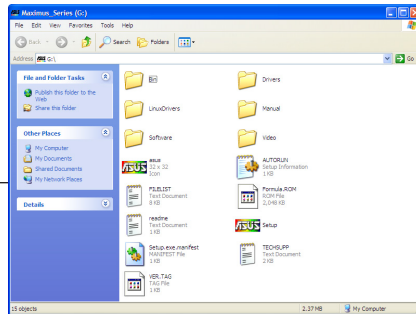 Maximus_Series (G:)
File Edit View Favorites Tools Help
Back Search Folders
Address G:\ Go
File and Folder Tasks
Publish this folder to the Web
Share this folder
Other Places
My Computer
My Documents
Shared Documents
My Network Places
Details
Bin
Drivers
LinuxDrivers
Manual
Software
Video
asus
32 x 32
Icon
AUTORUN
Setup Information
1 KB
FILELIST
Text Document
8 KB
Formula.ROM
ROM File
2,048 KB
readme
Text Document
1 KB
Setup
Setup.exe.manifest
MANIFEST File
1 KB
TECHSUPP
Text Document
2 KB
VER.TAG
TAG File
1 KB
15 objects 2.37 MB My Computer